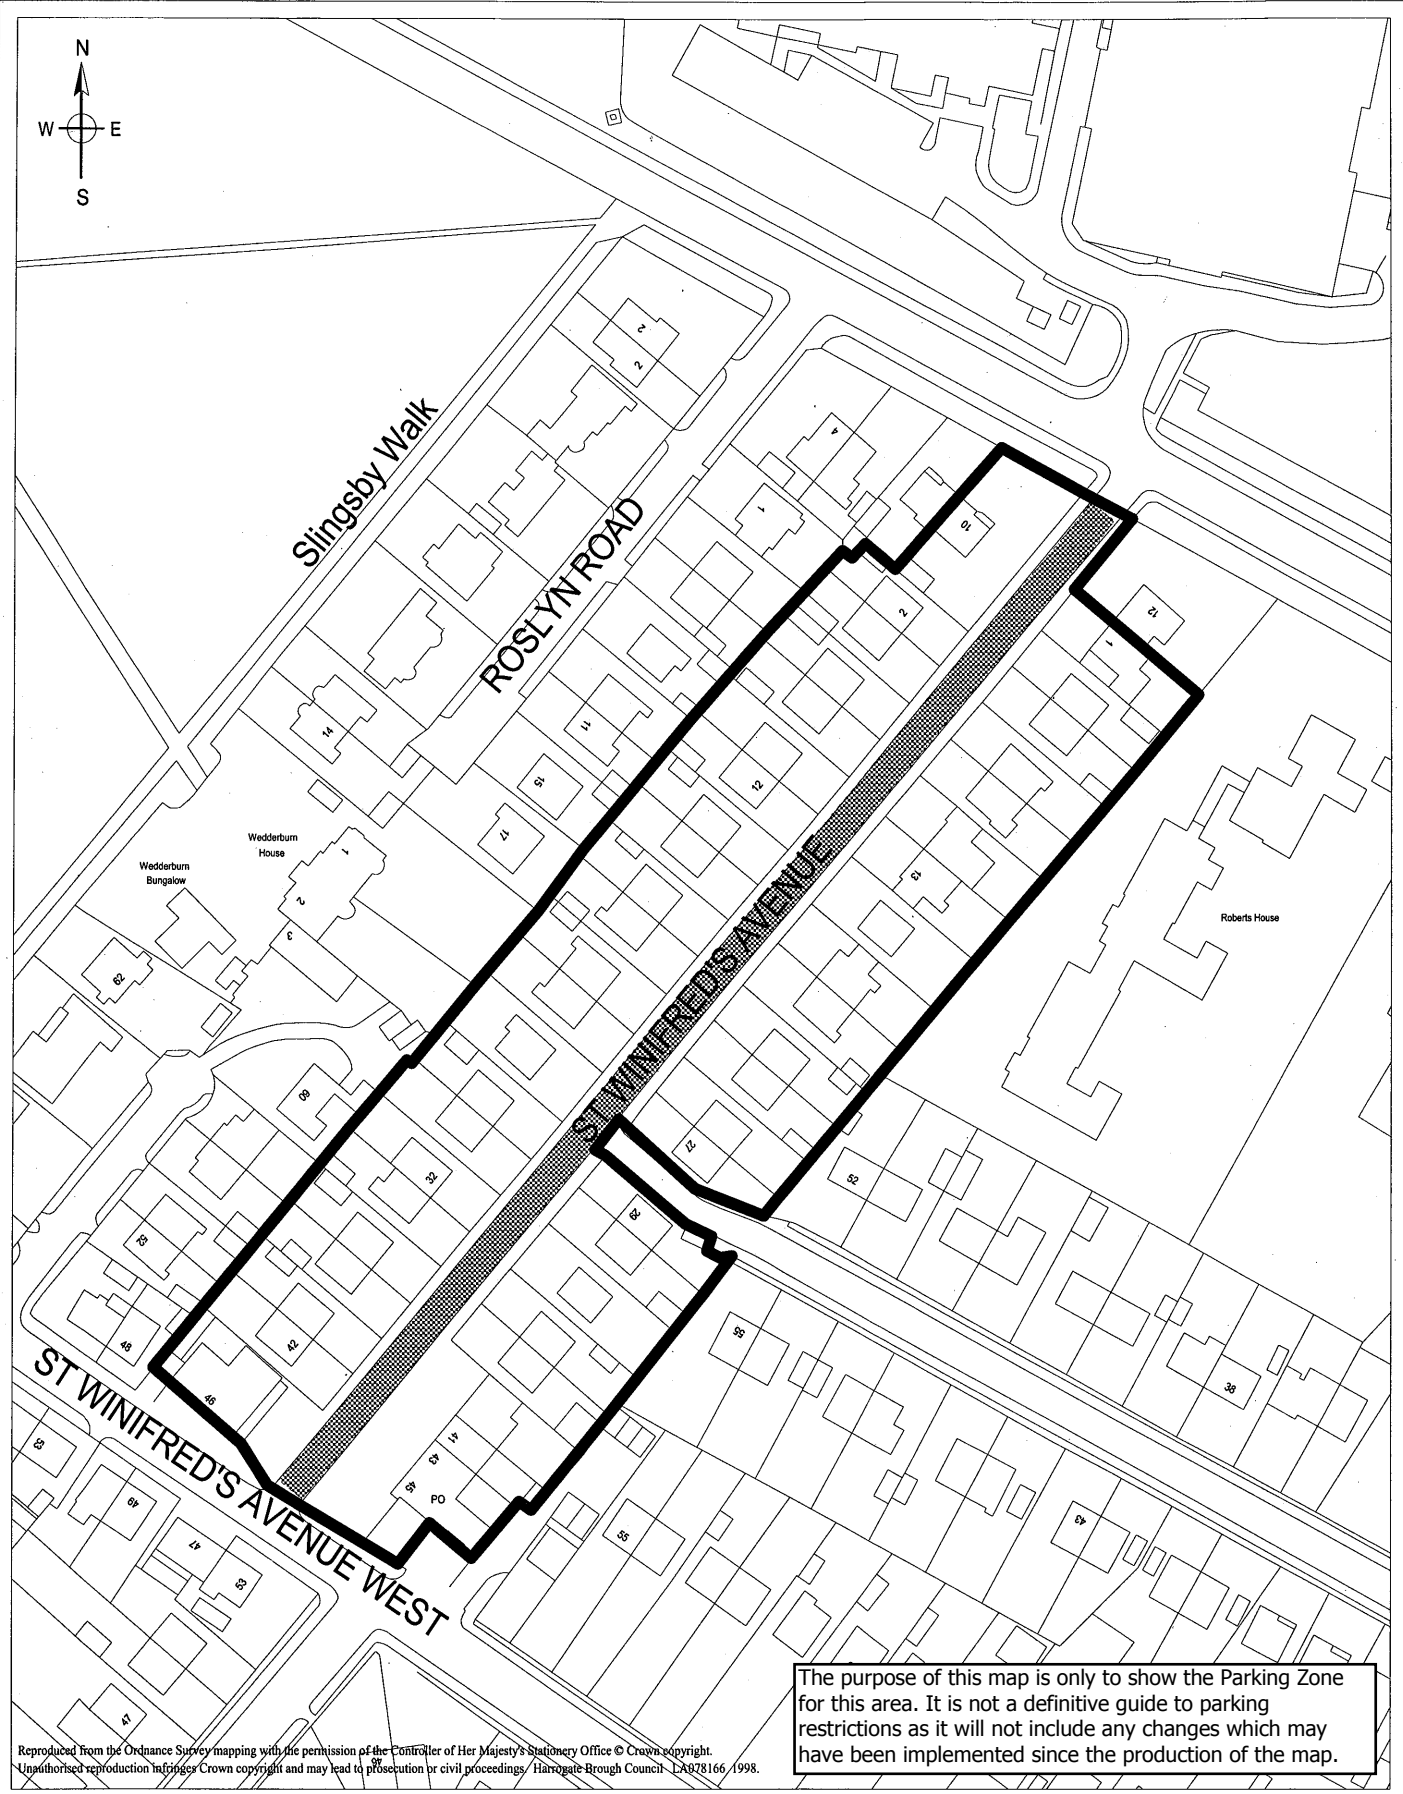 N
W E
S
2
2
4
1
10
Slingsby Walk
ROSLYN ROAD
2
12
1
14
11
15
12
17
Wedderburn
House
1
Wedderburn
Bungalow
2
3
13
Roberts House
62
ST WINIFRED'S AVENUE
60
27
52
32
29
52
55
48
42
38
46
ST WINIFRED'S AVENUE WEST
53
41
43
45
PO
49
55
43
47
53
47
The purpose of this map is only to show the Parking Zone
for this area. It is not a definitive guide to parking
restrictions as it will not include any changes which may
have been implemented since the production of the map.
Reproduced from the Ordnance Survey mapping with the permission of the Controller of Her Majesty's Stationery Office © Crown copyright.
Unauthorised reproduction infringes Crown copyright and may lead to prosecution or civil proceedings. Harrogate Brough Council LA078166 1998.